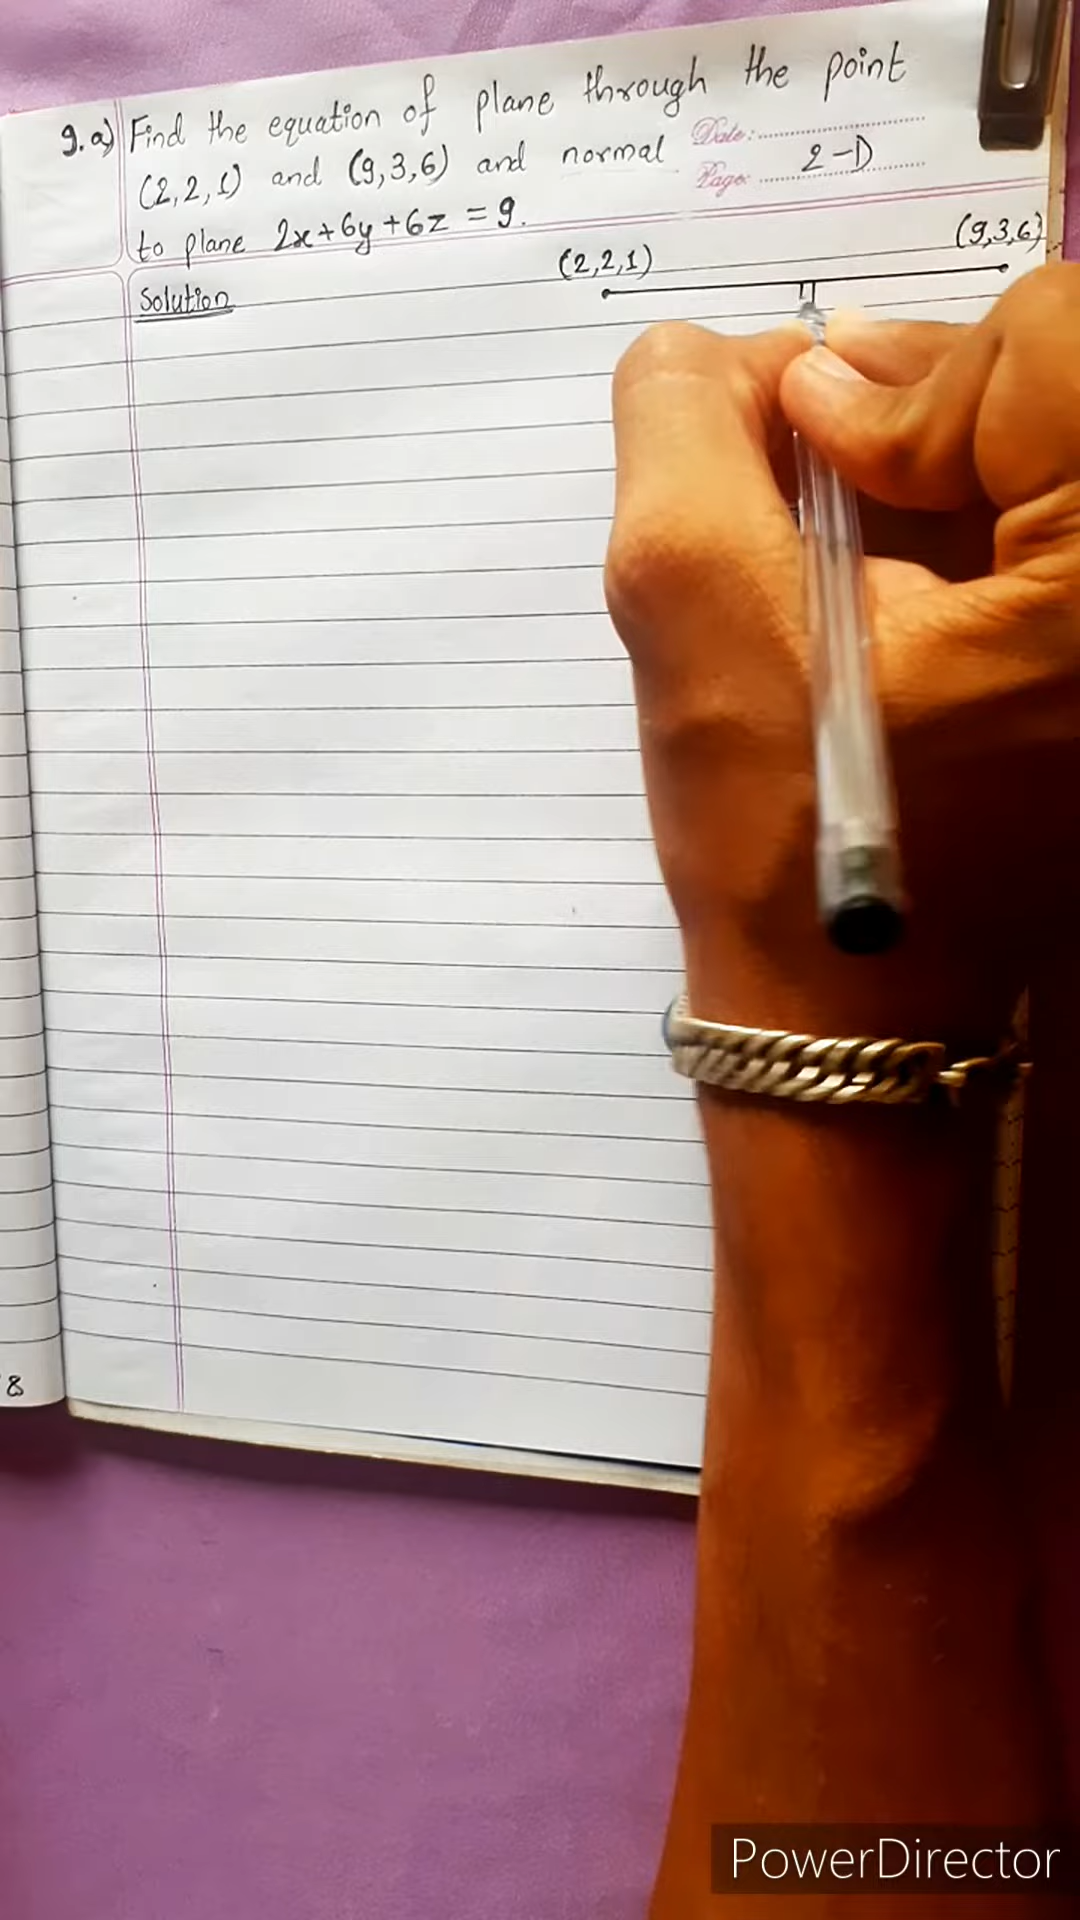 9. a) Find the equation of plane through the point
(2,2,1) and (9,3,6) and normal
Date:
Page: 2-D
to plane 2x+6y+6z = 9.
(2,2,1)
(9,3,6)
Solution
8
PowerDirector